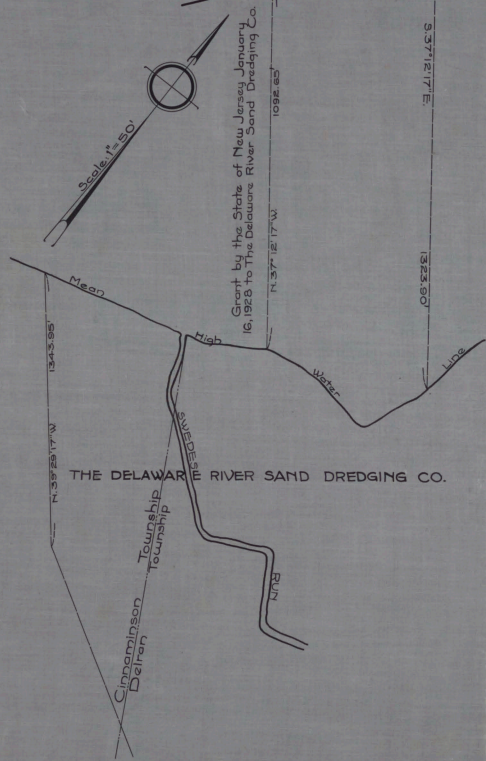 Scale: 1"=50'
Grant by the State of New Jersey January
16, 1928 to The Delaware River Sand Dredging Co.
N. 37° 12' 17" W.
1092.65'
S. 37° 12' 17" E.
1323.90'
Mean
High
Water
Line
N. 39° 29' 17" W.
1343.95'
SWEDES
RUN
THE DELAWARE RIVER SAND DREDGING CO.
Cinnaminson Township
Delran Township